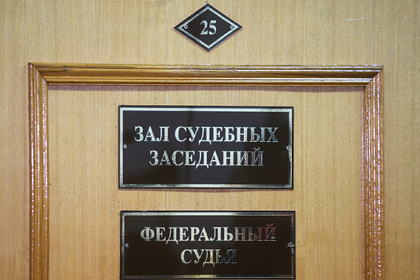 25
ЗАЛ СУДЕБНЫХ
ЗАСЕДАНИЙ
ФЕДЕРАЛЬНЫЙ
СУДЬЯ